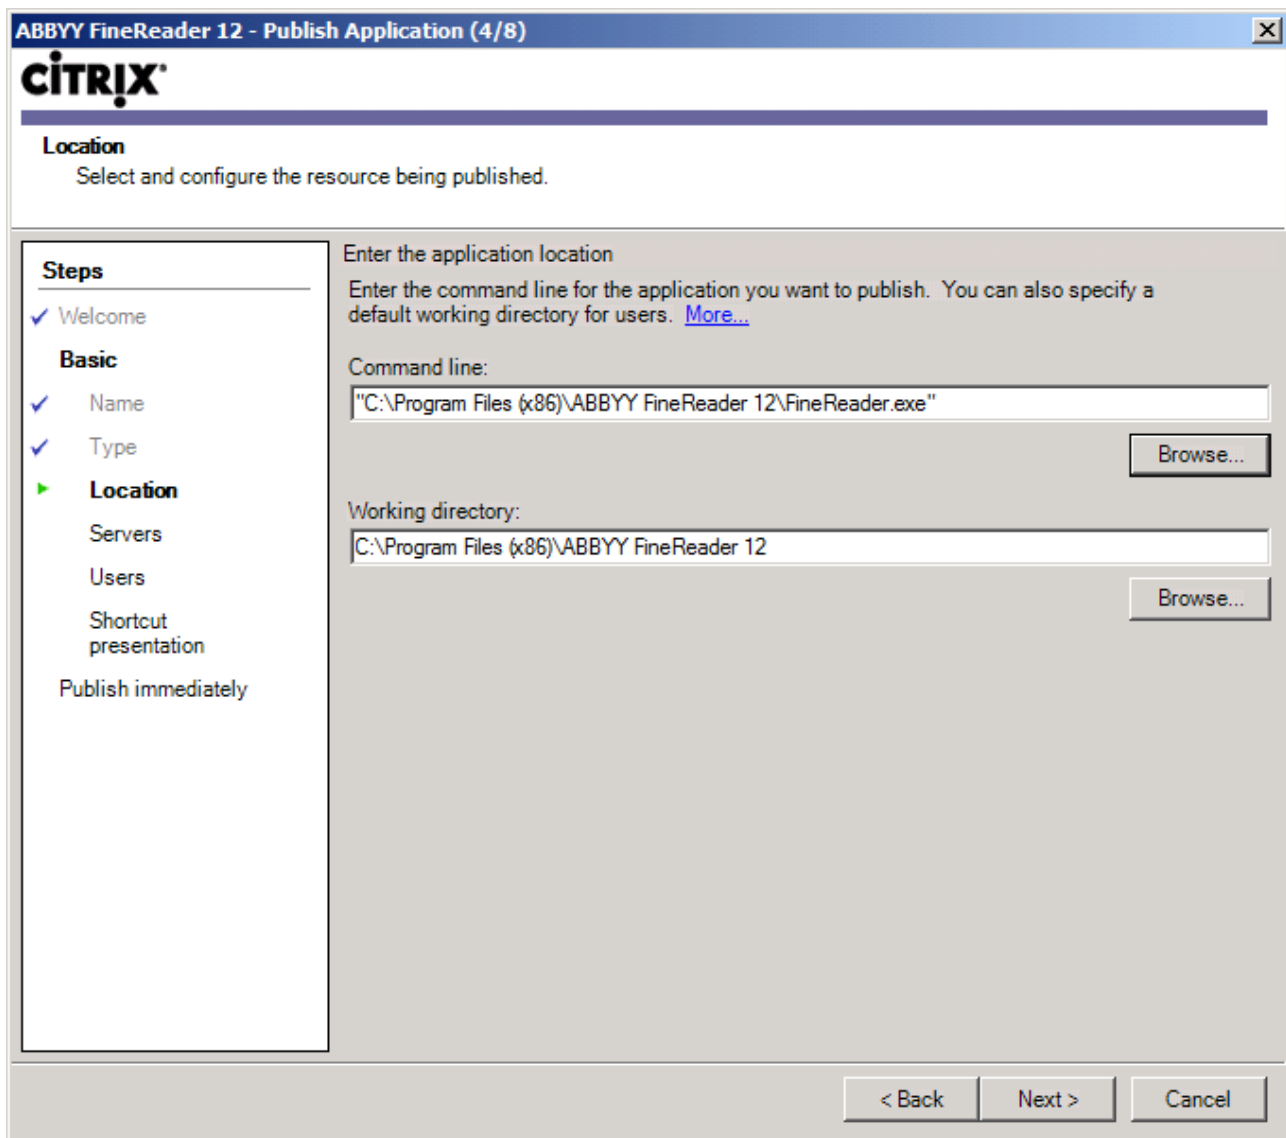 ABBYY FineReader 12 - Publish Application (4/8)
CİTRIX®
Location
Select and configure the resource being published.
Steps
Welcome
Basic
Name
Type
Location
Servers
Users
Shortcut
presentation
Publish immediately
Enter the application location
Enter the command line for the application you want to publish. You can also specify a
default working directory for users. More...
Command line:
"C:\Program Files (x86)\ABBYY FineReader 12\FineReader.exe"
Browse...
Working directory:
C:\Program Files (x86)\ABBYY FineReader 12
Browse...
< Back
Next >
Cancel